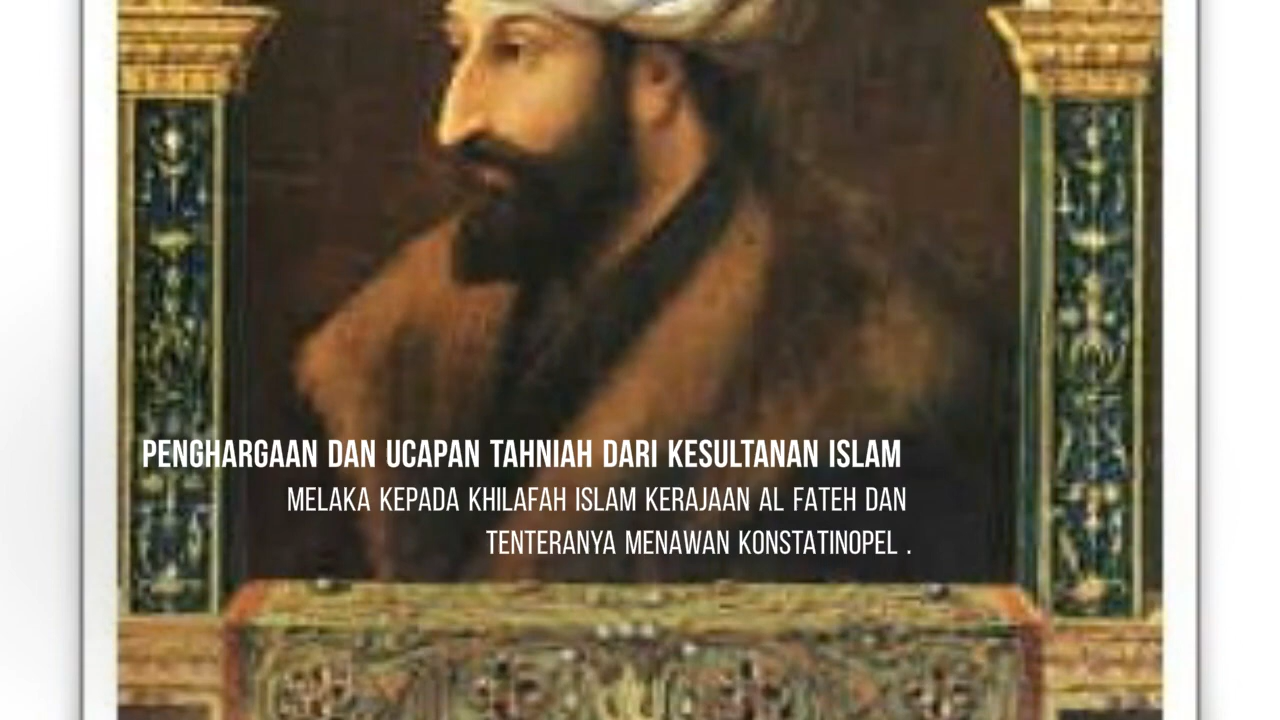 PENGHARGAAN DAN UCAPAN TAHNIAH DARI KESULTANAN ISLAM
MELAKA KEPADA KHILAFAH ISLAM KERAJAAN AL FATEH DAN
TENTERANYA MENAWAN KONSTATINOPEL .